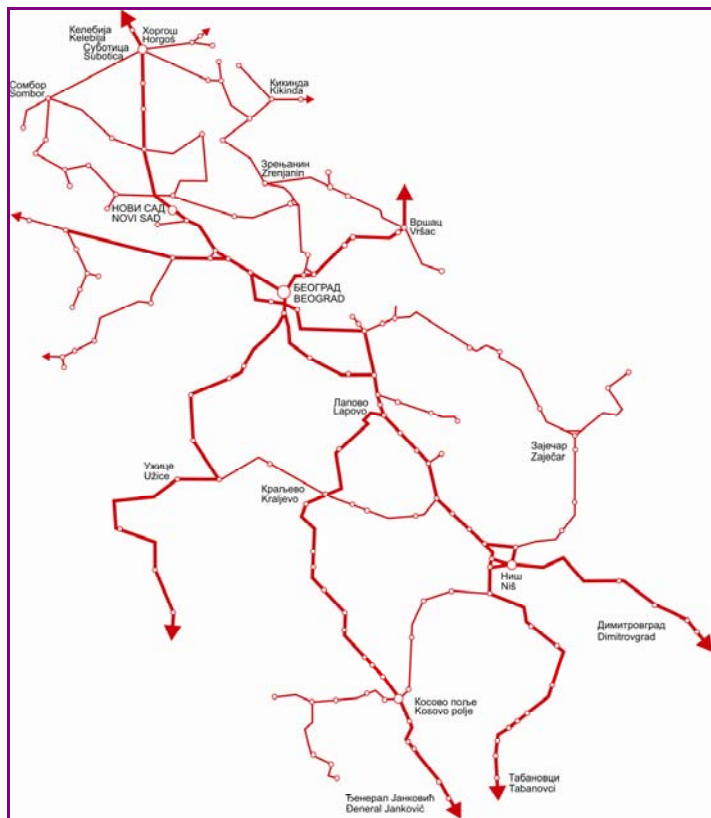 Келебија
Kelebija
Хоргош
Horgoš
Суботица
Subotica
Сомбор
Sombor
Кикинда
Kikinda
Зрењанин
Zrenjanin
НОВИ САД
NOVI SAD
Вршац
Vršac
БЕОГРАД
BEOGRAD
Лапово
Lapovo
Зајечар
Zaječar
Ужице
Užice
Краљево
Kraljevo
Ниш
Niš
Димитровград
Dimitrovgrad
Косово поље
Kosovo polje
Табановци
Tabanovci
Ђенерал Јанковић
Đeneral Janković